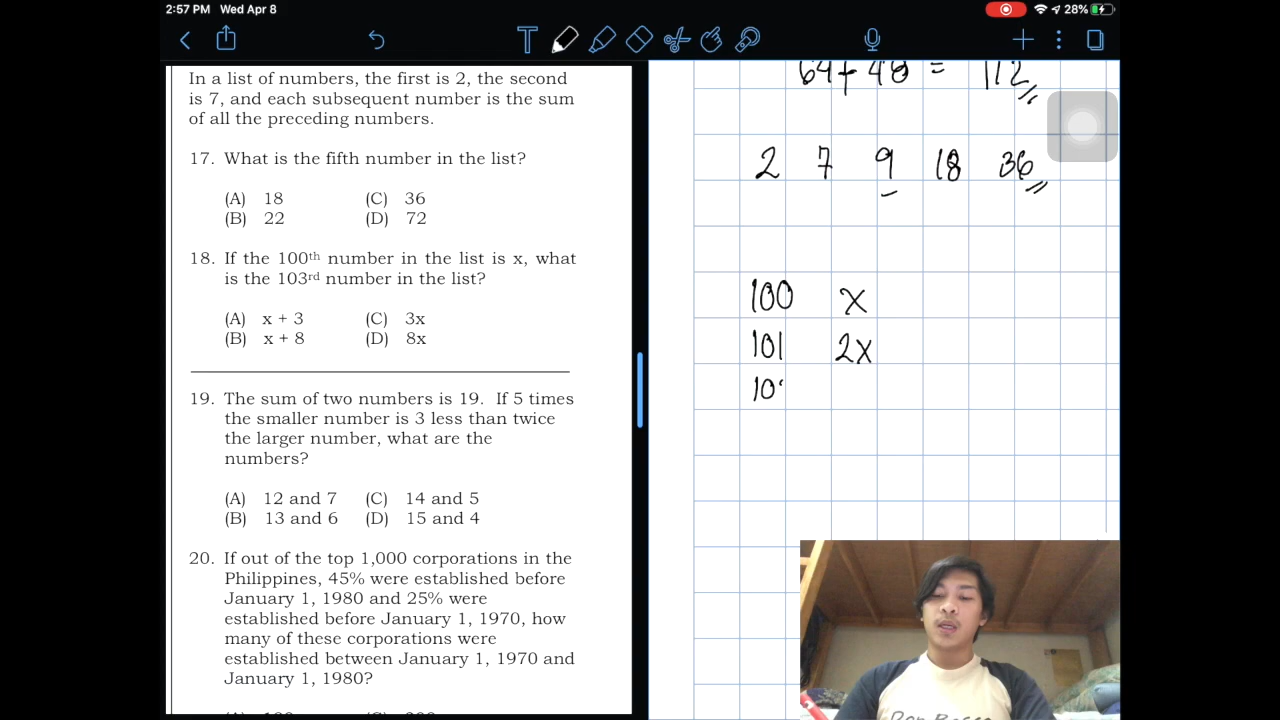 2:57 PM Wed Apr 8
28%
T
In a list of numbers, the first is 2, the second
is 7, and each subsequent number is the sum
of all the preceding numbers.
17. What is the fifth number in the list?
(A) 18 (C) 36
(B) 22 (D) 72
18. If the 100th number in the list is x, what
is the 103rd number in the list?
(A) x + 3 (C) 3x
(B) x + 8 (D) 8x
19. The sum of two numbers is 19. If 5 times
the smaller number is 3 less than twice
the larger number, what are the
numbers?
(A) 12 and 7 (C) 14 and 5
(B) 13 and 6 (D) 15 and 4
20. If out of the top 1,000 corporations in the
Philippines, 45% were established before
January 1, 1980 and 25% were
established before January 1, 1970, how
many of these corporations were
established between January 1, 1970 and
January 1, 1980?
64 + 48 = 112
2 7 9 18 36
100 x
101 2x
10
Don Bosco